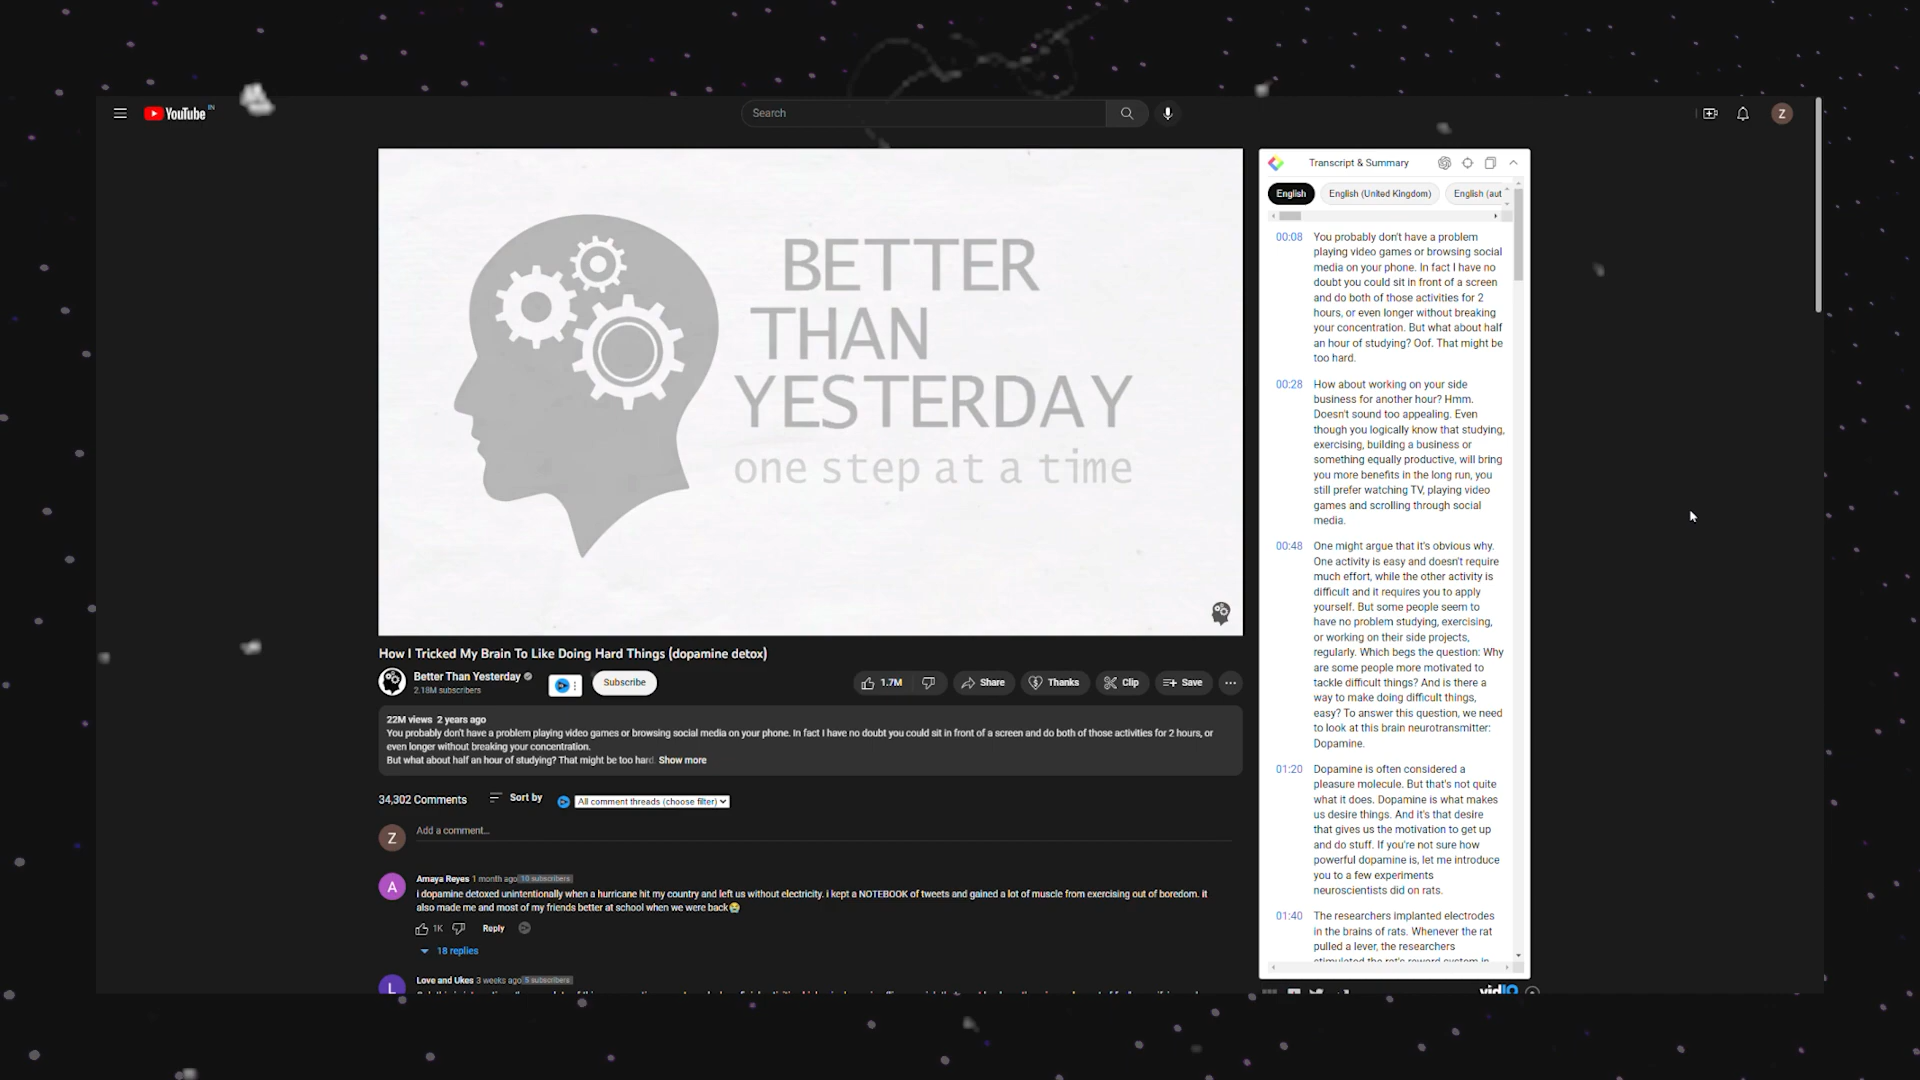 YouTube IN
Search
Z
BETTER
THAN
YESTERDAY
one step at a time
How I Tricked My Brain To Like Doing Hard Things (dopamine detox)
Better Than Yesterday
2.18M subscribers
Subscribe
1.7M
Share
Thanks
Clip
Save
22M views 2 years ago
You probably don't have a problem playing video games or browsing social media on your phone. In fact I have no doubt you could sit in front of a screen and do both of those activities for 2 hours, or
even longer without breaking your concentration.
But what about half an hour of studying? That might be too hard. Show more
34,302 Comments
Sort by
All comment threads (choose filter)
Z
Add a comment...
A
Amaya Reyes 1 month ago 10 subscribers
i dopamine detoxed unintentionally when a hurricane hit my country and left us without electricity. i kept a NOTEBOOK of tweets and gained a lot of muscle from exercising out of boredom. it
also made me and most of my friends better at school when we were back😭
1K
Reply
18 replies
L
Love and Ukes 3 weeks ago 5 subscribers
Transcript & Summary
English
English (United Kingdom)
English (aut
00:08 You probably don't have a problem
playing video games or browsing social
media on your phone. In fact I have no
doubt you could sit in front of a screen
and do both of those activities for 2
hours, or even longer without breaking
your concentration. But what about half
an hour of studying? Oof. That might be
too hard.
00:28 How about working on your side
business for another hour? Hmm.
Doesn't sound too appealing. Even
though you logically know that studying,
exercising, building a business or
something equally productive, will bring
you more benefits in the long run, you
still prefer watching TV, playing video
games and scrolling through social
media.
00:48 One might argue that it's obvious why.
One activity is easy and doesn't require
much effort, while the other activity is
difficult and it requires you to apply
yourself. But some people seem to
have no problem studying, exercising,
or working on their side projects,
regularly. Which begs the question: Why
are some people more motivated to
tackle difficult things? And is there a
way to make doing difficult things,
easy? To answer this question, we need
to look at this brain neurotransmitter:
Dopamine.
01:20 Dopamine is often considered a
pleasure molecule. But that's not quite
what it does. Dopamine is what makes
us desire things. And it's that desire
that gives us the motivation to get up
and do stuff. If you're not sure how
powerful dopamine is, let me introduce
you to a few experiments
neuroscientists did on rats.
01:40 The researchers implanted electrodes
in the brains of rats. Whenever the rat
pulled a lever, the researchers
stimulated the rat's reward system in
vidIQ